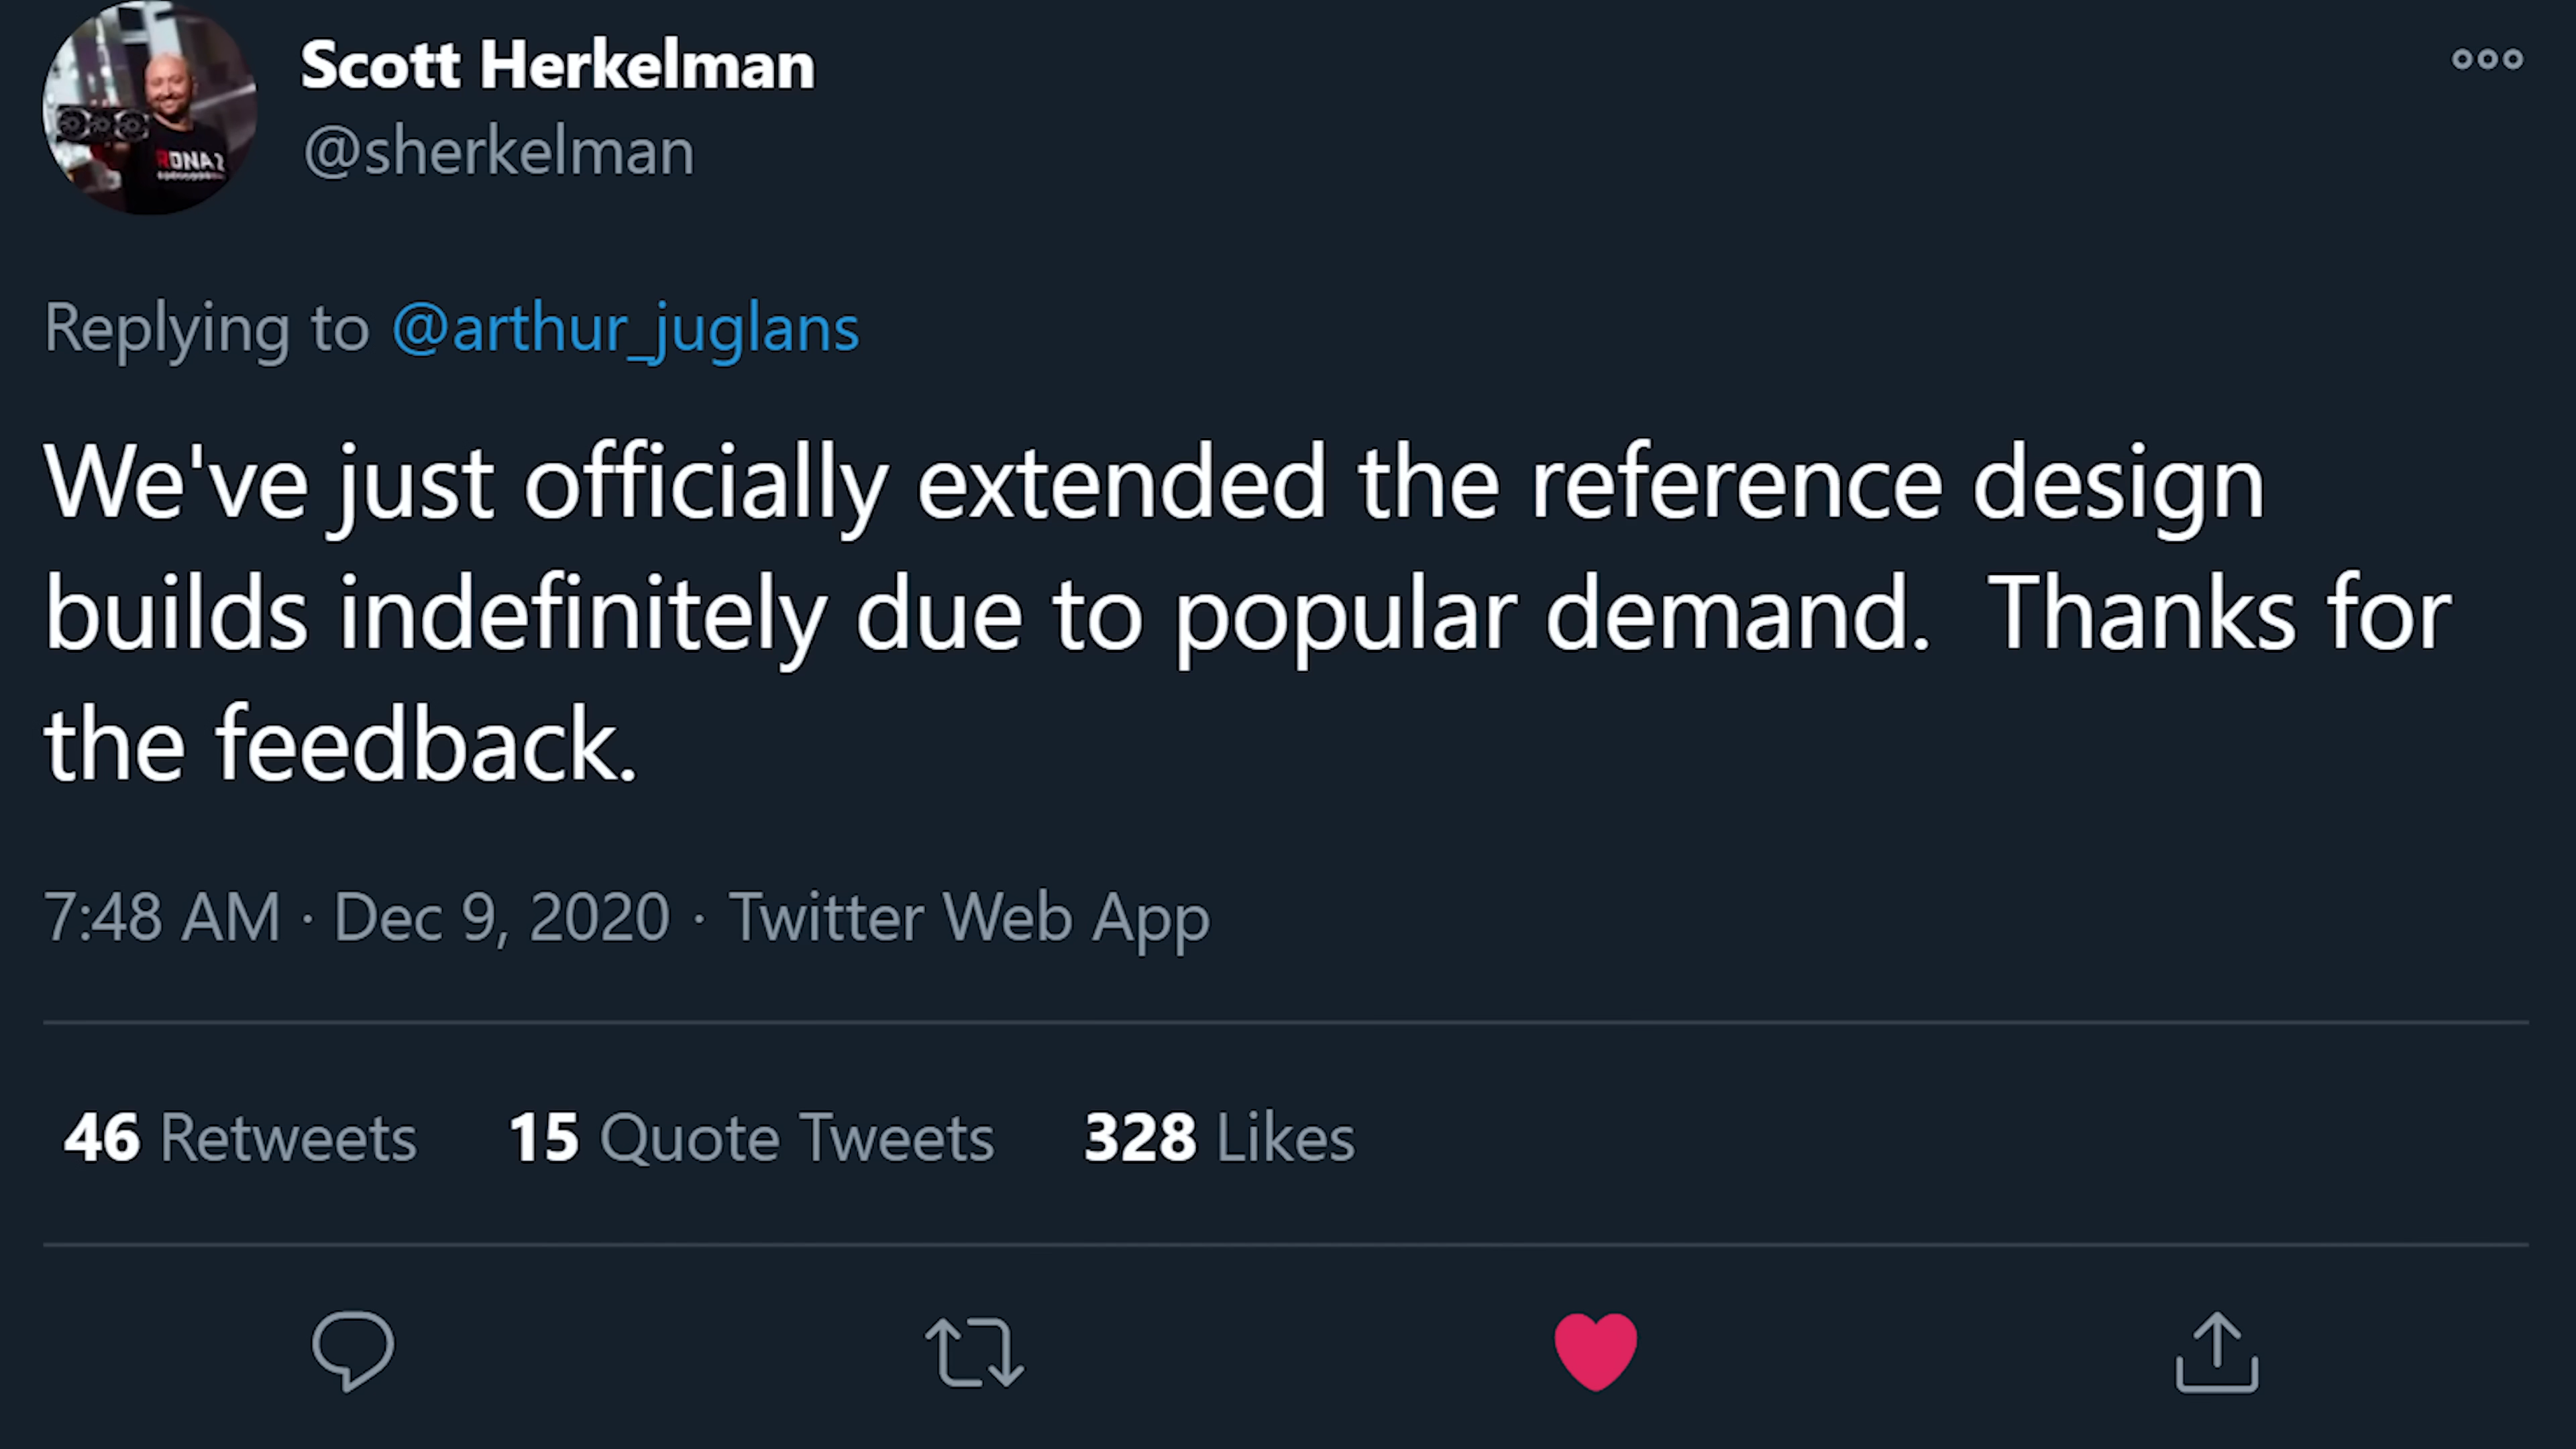 Scott Herkelman
@sherkelman
RDNA 2
Replying to @arthur_juglans
We've just officially extended the reference design
builds indefinitely due to popular demand.  Thanks for
the feedback.
7:48 AM · Dec 9, 2020 · Twitter Web App
46 Retweets 15 Quote Tweets 328 Likes